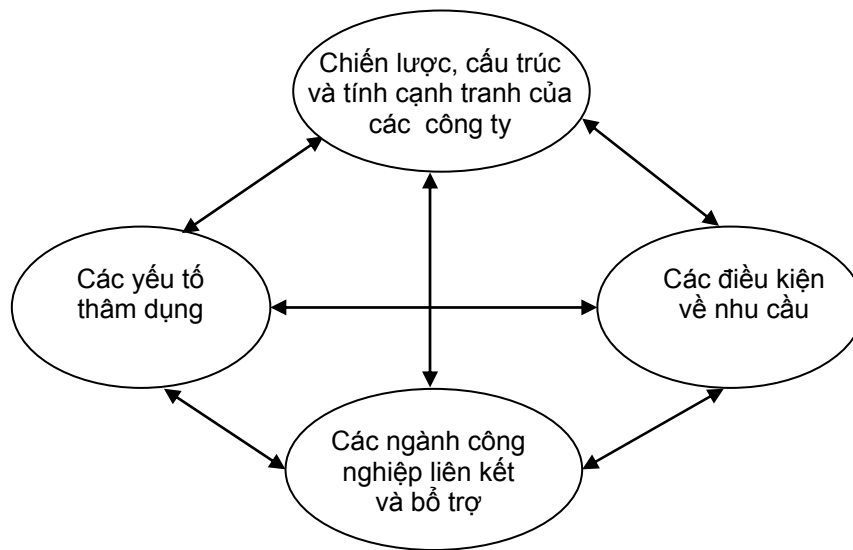 Chiến lược, cấu trúc
và tính cạnh tranh của
các công ty
Các yếu tố
thâm dụng
Các điều kiện
về nhu cầu
Các ngành công
nghiệp liên kết
và bổ trợ